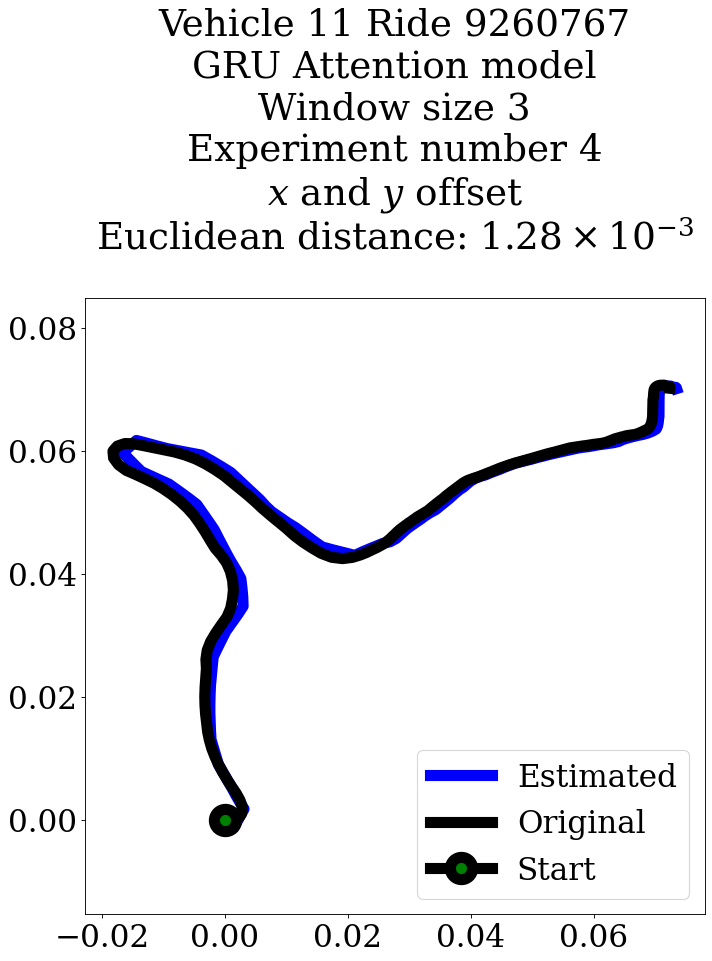 Vehicle 11 Ride 9260767
GRU Attention model
Window size 3
Experiment number 4
x and y offset
Euclidean distance: 1.28 × 10⁻³
0.08
0.06
0.04
0.02
0.00
Estimated
Original
Start
−0.02 0.00 0.02 0.04 0.06